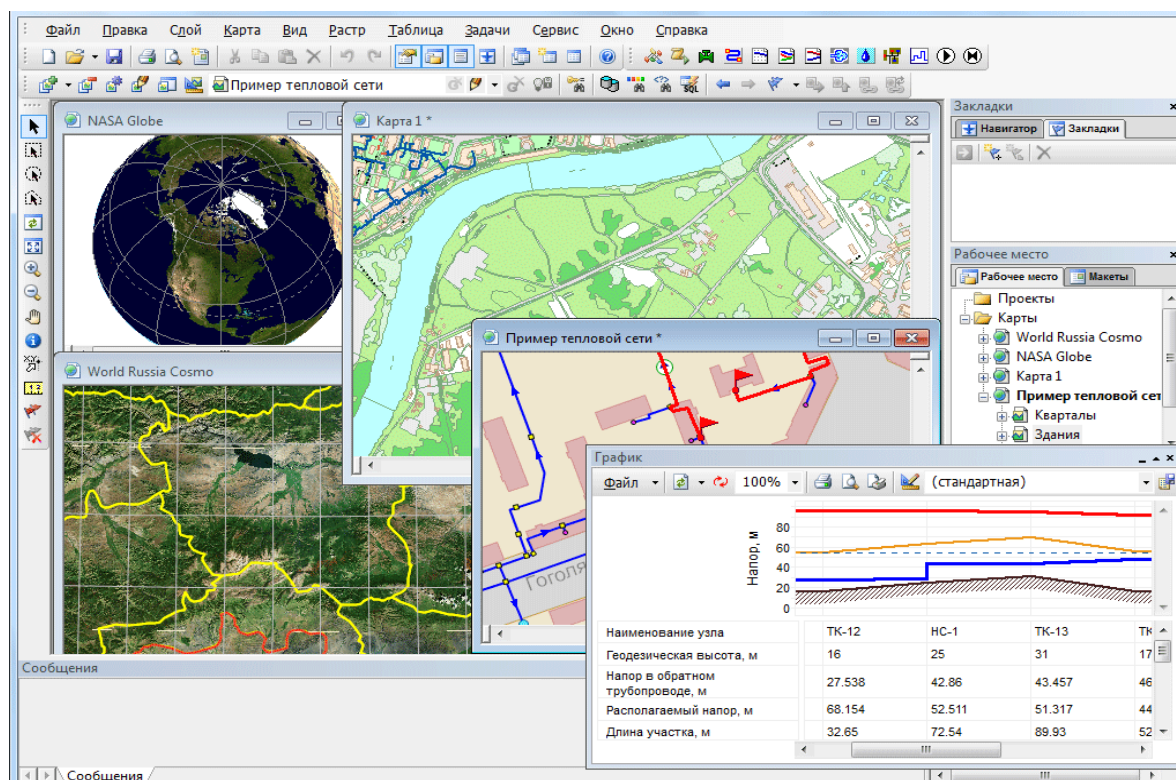 Файл Правка Слой Карта Вид Растр Таблица Задачи Сервис Окно Справка
SQL
Пример тепловой сети
NASA Globe
Карта 1 *
World Russia Cosmo
Пример тепловой сети *
Гоголя
Закладки
Навигатор Закладки
Рабочее место
Рабочее место Макеты
Проекты
Карты
World Russia Cosmo
NASA Globe
Карта 1
Пример тепловой сет
Кварталы
Здания
График
Файл 100% (стандартная)
Напор, м
80
60
40
20
0
Наименование узла ТК-12 НС-1 ТК-13 ТК
Геодезическая высота, м 16 25 31 17
Напор в обратном
трубопроводе, м 27.538 42.86 43.457 46
Располагаемый напор, м 68.154 52.511 51.317 44
Длина участка, м 32.65 72.54 89.93 52
Сообщения
Сообщения